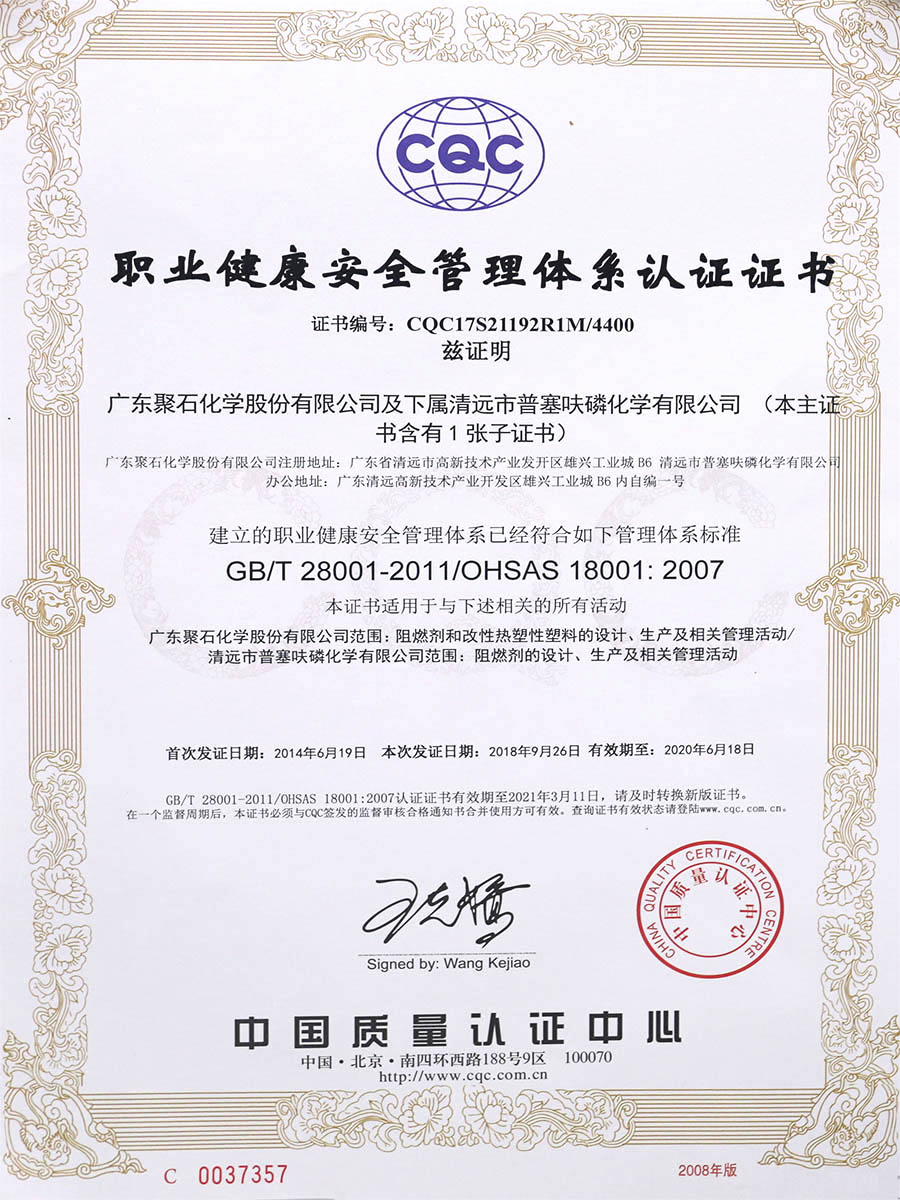 CQC
职业健康安全管理体系认证证书
证书编号：CQC17S21192R1M/4400
兹证明
广东聚石化学股份有限公司及下属清远市普塞呋磷化学有限公司 （本主证
书含有1张子证书）
广东聚石化学股份有限公司注册地址：广东省清远市高新技术产业发开区雄兴工业城B6 清远市普塞呋磷化学有限公司
办公地址：广东清远高新技术产业开发区雄兴工业城B6内自编一号
建立的职业健康安全管理体系已经符合如下管理体系标准
GB/T 28001-2011/OHSAS 18001: 2007
本证书适用于与下述相关的所有活动
广东聚石化学股份有限公司范围：阻燃剂和改性热塑性塑料的设计、生产及相关管理活动/
清远市普塞呋磷化学有限公司范围：阻燃剂的设计、生产及相关管理活动
首次发证日期：2014年6月19日 本次发证日期：2018年9月26日 有效期至：2020年6月18日
GB/T 28001-2011/OHSAS 18001:2007认证证书有效期至2021年3月11日，请及时转换新版证书。
在一个监督周期后，本证书必须与CQC签发的监督审核合格通知书合并使用方可有效。查询证书有效状态请登陆www.cqc.com.cn。
CHINA QUALITY CERTIFICATION CENTRE
中国质量认证中心
王克娇
Signed by: Wang Kejiao
中国质量认证中心
中国·北京·南四环西路188号9区 100070
http://www.cqc.com.cn
C 0037357
2008年版